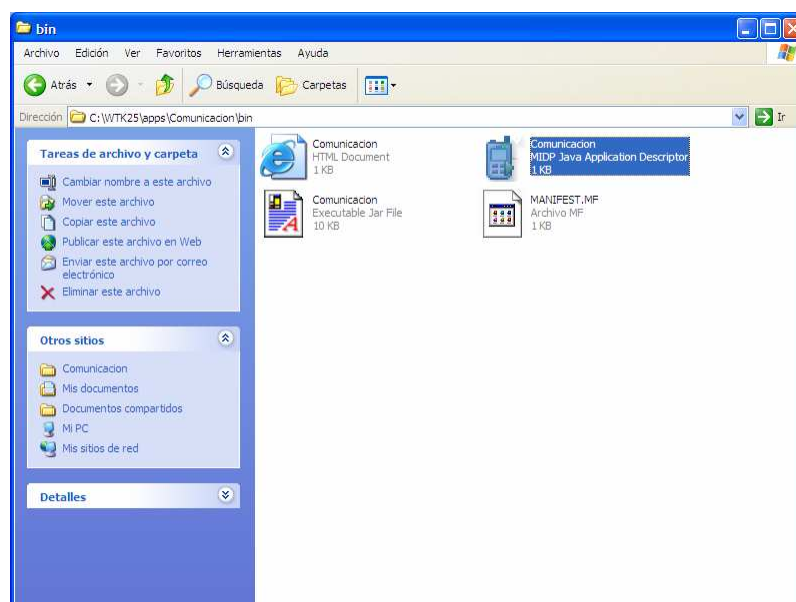 bin
Archivo Edición Ver Favoritos Herramientas Ayuda
Atrás Búsqueda Carpetas
Dirección C:\WTK25\apps\Comunicacion\bin Ir
Tareas de archivo y carpeta
Cambiar nombre a este archivo
Mover este archivo
Copiar este archivo
Publicar este archivo en Web
Enviar este archivo por correo
electrónico
Eliminar este archivo
Otros sitios
Comunicacion
Mis documentos
Documentos compartidos
Mi PC
Mis sitios de red
Detalles
Comunicacion
HTML Document
1 KB
Comunicacion
MIDP Java Application Descriptor
1 KB
Comunicacion
Executable Jar File
10 KB
MANIFEST.MF
Archivo MF
1 KB